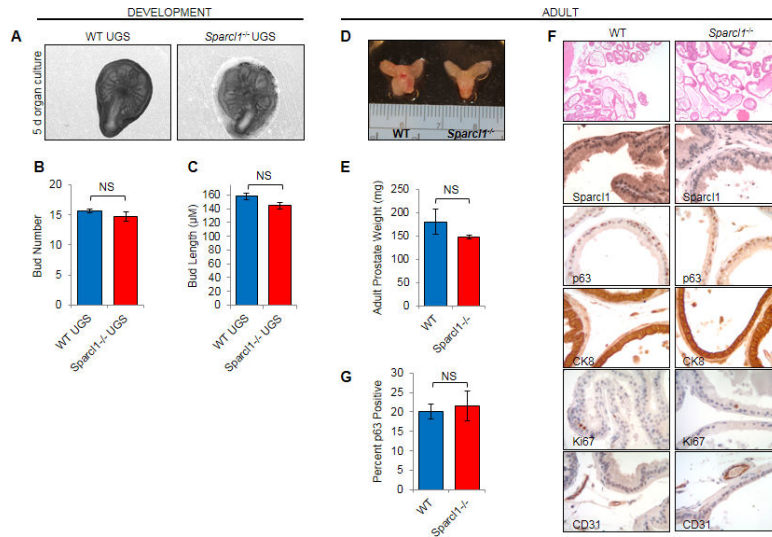 DEVELOPMENT
ADULT
A
WT UGS
Sparcl1-/- UGS
5 d organ culture
B
NS
Bud Number
20
15
10
5
0
WT UGS
Sparcl1-/- UGS
C
NS
Bud Length (µM)
160
140
120
100
80
60
40
20
0
WT UGS
Sparcl1-/- UGS
D
WT
Sparcl1-/-
6
E
NS
Adult Prostate Weight (mg)
250
200
150
100
50
0
WT
Sparcl1-/-
G
NS
Percent p63 Positive
30
25
20
15
10
5
0
WT
Sparcl1-/-
F
WT
Sparcl1-/-
Sparcl1
Sparcl1
p63
p63
CK8
CK8
Ki67
Ki67
CD31
CD31